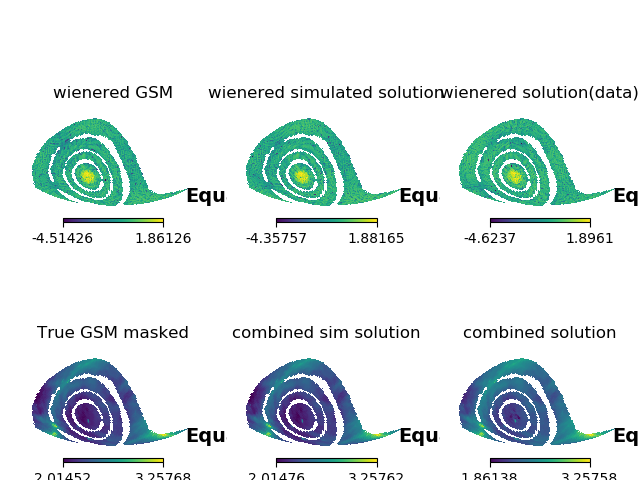 wienered GSM
wienered simulated solution
wienered solution(data)
Equ
Equ
Eq
-4.51426 1.86126
-4.35757 1.88165
-4.6237 1.8961
True GSM masked
combined sim solution
combined solution
Equ
Equ
Eq
2.01452 3.25768
2.01476 3.25762
1.86138 3.25758